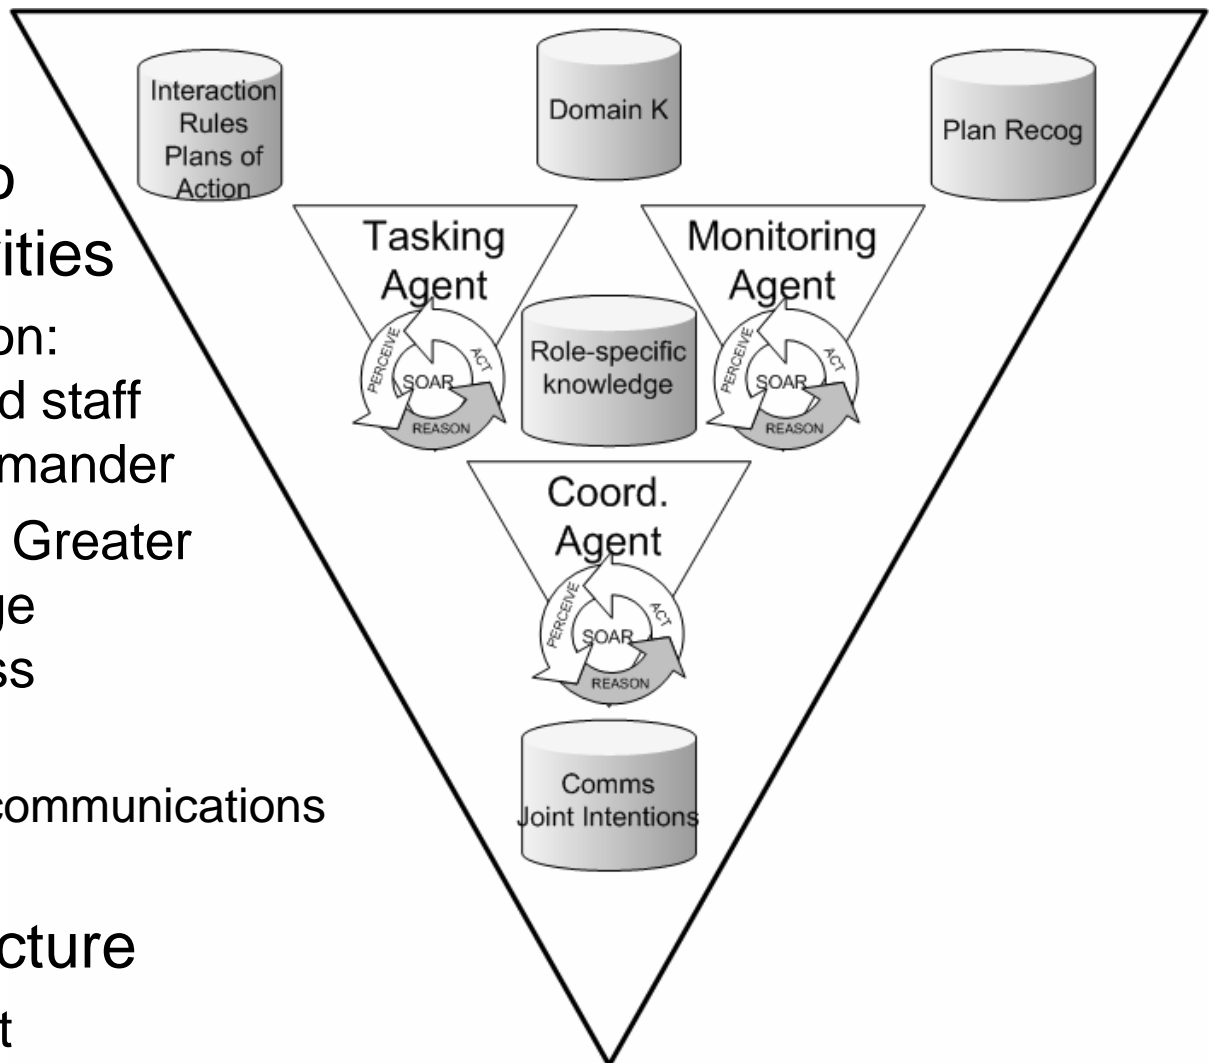 Interaction
Rules
Plans of
Action
Domain K
Plan Recog
Tasking
Agent
PERCEIVE
ACT
SOAR
REASON
Monitoring
Agent
PERCEIVE
ACT
SOAR
REASON
Role-specific
knowledge
Coord.
Agent
PERCEIVE
ACT
SOAR
REASON
Comms
Joint Intentions
o
ities
on:
d staff
mander
Greater
ge
ss
communications
cture
t